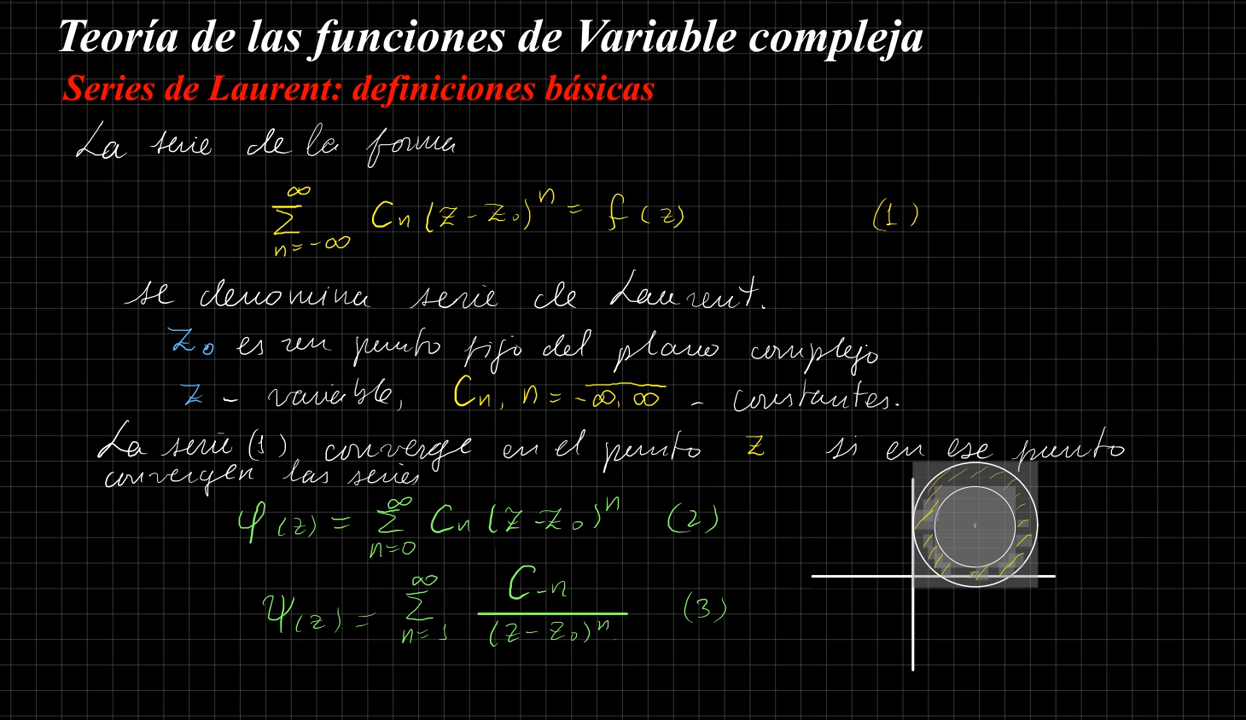 Teoría de las funciones de Variable compleja
Series de Laurent: definiciones básicas
La serie de la forma
∑_{n=-∞}^{∞} Cn (z - z₀)^n = f(z) (1)
se denomina serie de Laurent.
z₀ es un punto fijo del plano complejo
z - variable, Cn, n = \overline{-∞, ∞} - constantes.
La serie (1) converge en el punto z si en ese punto
convergen las series
φ(z) = ∑_{n=0}^{∞} Cn (z - z₀)^n (2)
ψ(z) = ∑_{n=1}^{∞} C_{-n} / (z - z₀)^n (3)